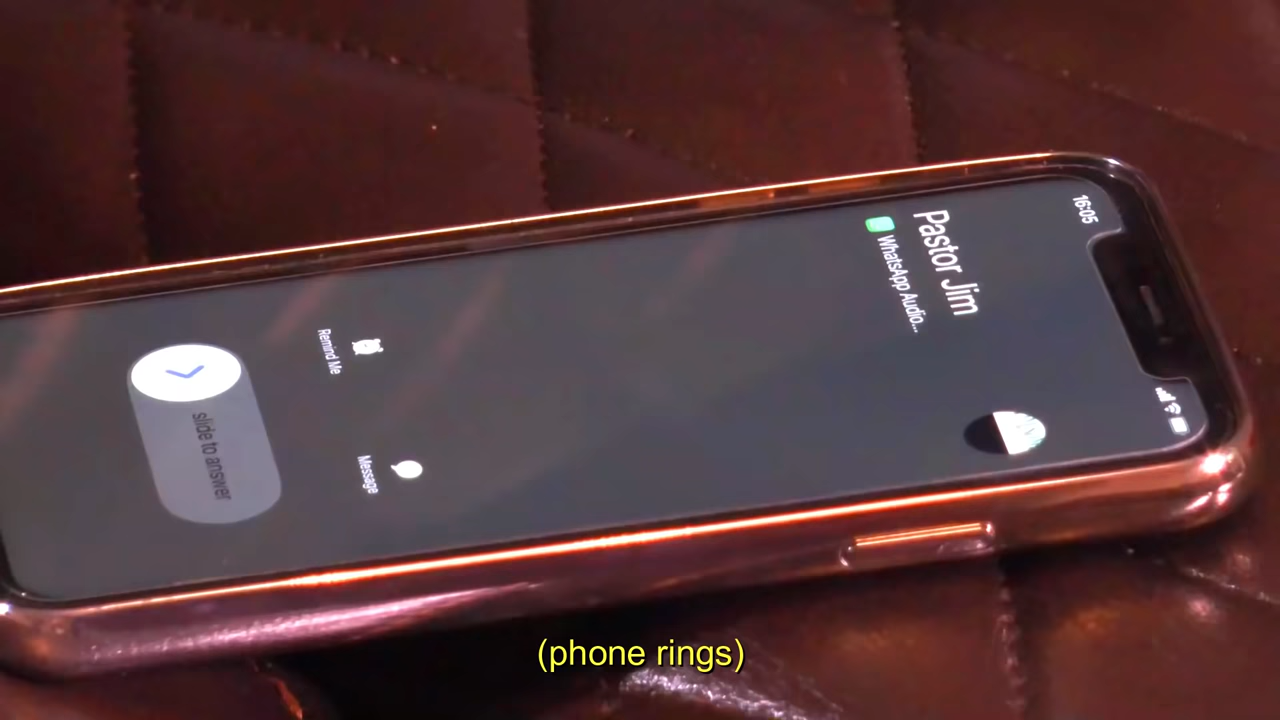 16:05
Pastor Jim
WhatsApp Audio...
Remind Me
Message
slide to answer
(phone rings)